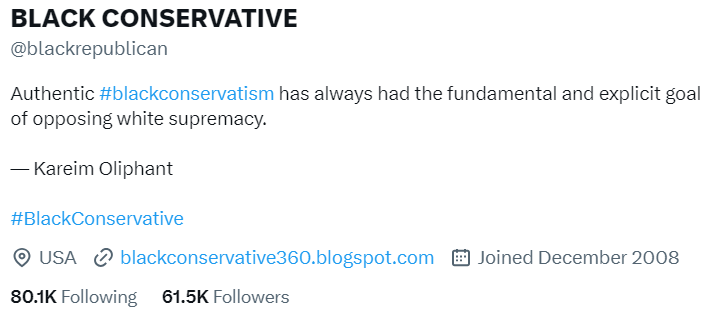 BLACK CONSERVATIVE
@blackrepublican
Authentic #blackconservatism has always had the fundamental and explicit goal
of opposing white supremacy.
— Kareim Oliphant
#BlackConservative
USA blackconservative360.blogspot.com Joined December 2008
80.1K Following 61.5K Followers